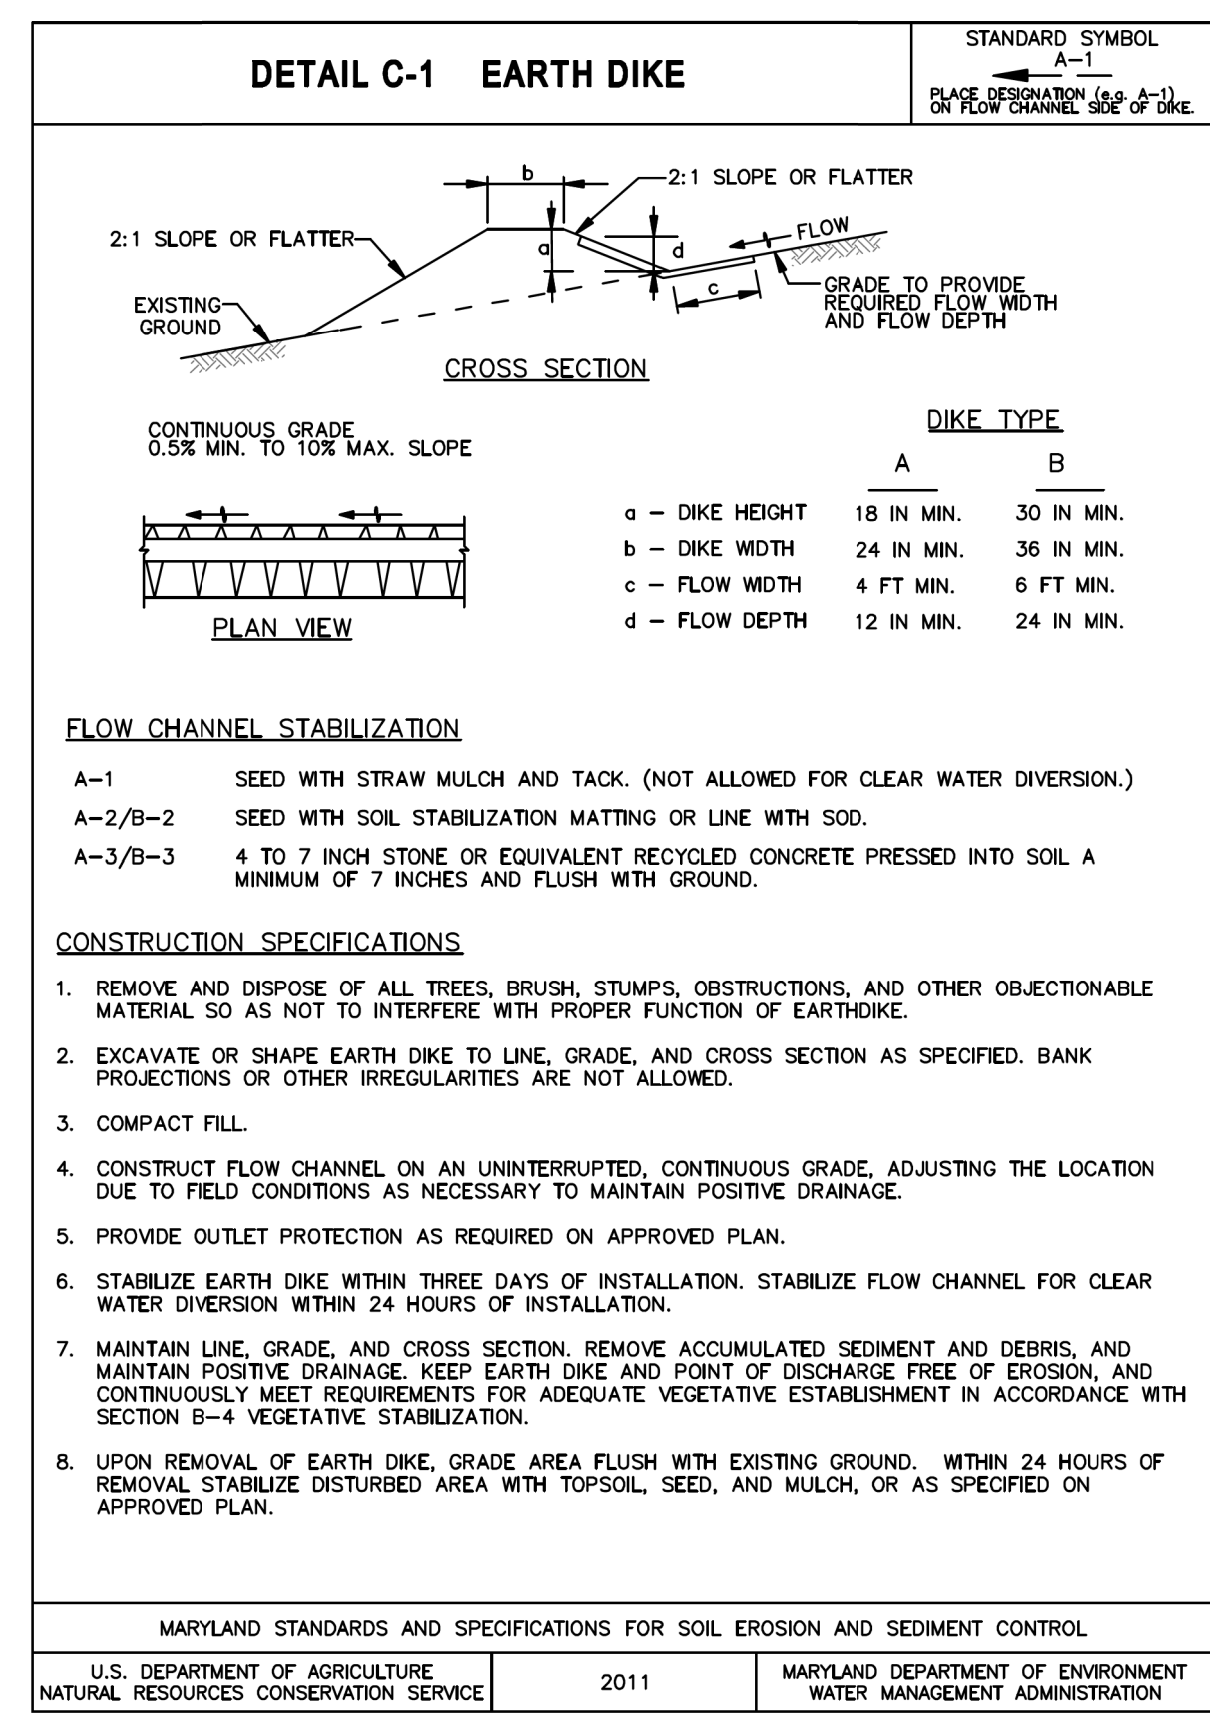 DETAIL C-1 EARTH DIKE
STANDARD SYMBOL
A-1
PLACE DESIGNATION (e.g. A-1)
ON FLOW CHANNEL SIDE OF DIKE.
b
2:1 SLOPE OR FLATTER
2:1 SLOPE OR FLATTER
a
d
FLOW
c
EXISTING
GROUND
GRADE TO PROVIDE
REQUIRED FLOW WIDTH
AND FLOW DEPTH
CROSS SECTION
CONTINUOUS GRADE
0.5% MIN. TO 10% MAX. SLOPE
PLAN VIEW
DIKE TYPE
A B
a - DIKE HEIGHT 18 IN MIN. 30 IN MIN.
b - DIKE WIDTH 24 IN MIN. 36 IN MIN.
c - FLOW WIDTH 4 FT MIN. 6 FT MIN.
d - FLOW DEPTH 12 IN MIN. 24 IN MIN.
FLOW CHANNEL STABILIZATION
A-1 SEED WITH STRAW MULCH AND TACK. (NOT ALLOWED FOR CLEAR WATER DIVERSION.)
A-2/B-2 SEED WITH SOIL STABILIZATION MATTING OR LINE WITH SOD.
A-3/B-3 4 TO 7 INCH STONE OR EQUIVALENT RECYCLED CONCRETE PRESSED INTO SOIL A
MINIMUM OF 7 INCHES AND FLUSH WITH GROUND.
CONSTRUCTION SPECIFICATIONS
1. REMOVE AND DISPOSE OF ALL TREES, BRUSH, STUMPS, OBSTRUCTIONS, AND OTHER OBJECTIONABLE
MATERIAL SO AS NOT TO INTERFERE WITH PROPER FUNCTION OF EARTHDIKE.
2. EXCAVATE OR SHAPE EARTH DIKE TO LINE, GRADE, AND CROSS SECTION AS SPECIFIED. BANK
PROJECTIONS OR OTHER IRREGULARITIES ARE NOT ALLOWED.
3. COMPACT FILL.
4. CONSTRUCT FLOW CHANNEL ON AN UNINTERRUPTED, CONTINUOUS GRADE, ADJUSTING THE LOCATION
DUE TO FIELD CONDITIONS AS NECESSARY TO MAINTAIN POSITIVE DRAINAGE.
5. PROVIDE OUTLET PROTECTION AS REQUIRED ON APPROVED PLAN.
6. STABILIZE EARTH DIKE WITHIN THREE DAYS OF INSTALLATION. STABILIZE FLOW CHANNEL FOR CLEAR
WATER DIVERSION WITHIN 24 HOURS OF INSTALLATION.
7. MAINTAIN LINE, GRADE, AND CROSS SECTION. REMOVE ACCUMULATED SEDIMENT AND DEBRIS, AND
MAINTAIN POSITIVE DRAINAGE. KEEP EARTH DIKE AND POINT OF DISCHARGE FREE OF EROSION, AND
CONTINUOUSLY MEET REQUIREMENTS FOR ADEQUATE VEGETATIVE ESTABLISHMENT IN ACCORDANCE WITH
SECTION B-4 VEGETATIVE STABILIZATION.
8. UPON REMOVAL OF EARTH DIKE, GRADE AREA FLUSH WITH EXISTING GROUND. WITHIN 24 HOURS OF
REMOVAL STABILIZE DISTURBED AREA WITH TOPSOIL, SEED, AND MULCH, OR AS SPECIFIED ON
APPROVED PLAN.
MARYLAND STANDARDS AND SPECIFICATIONS FOR SOIL EROSION AND SEDIMENT CONTROL
U.S. DEPARTMENT OF AGRICULTURE
NATURAL RESOURCES CONSERVATION SERVICE
2011
MARYLAND DEPARTMENT OF ENVIRONMENT
WATER MANAGEMENT ADMINISTRATION